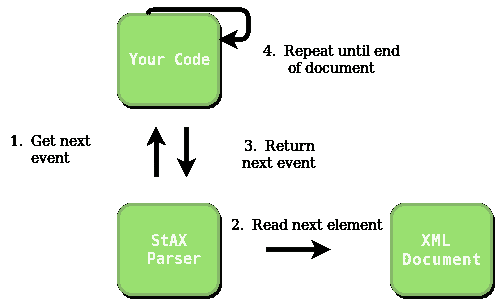 Your Code
4. Repeat until end
of document
1. Get next
event
3. Return
next event
StAX
Parser
2. Read next element
XML
Document